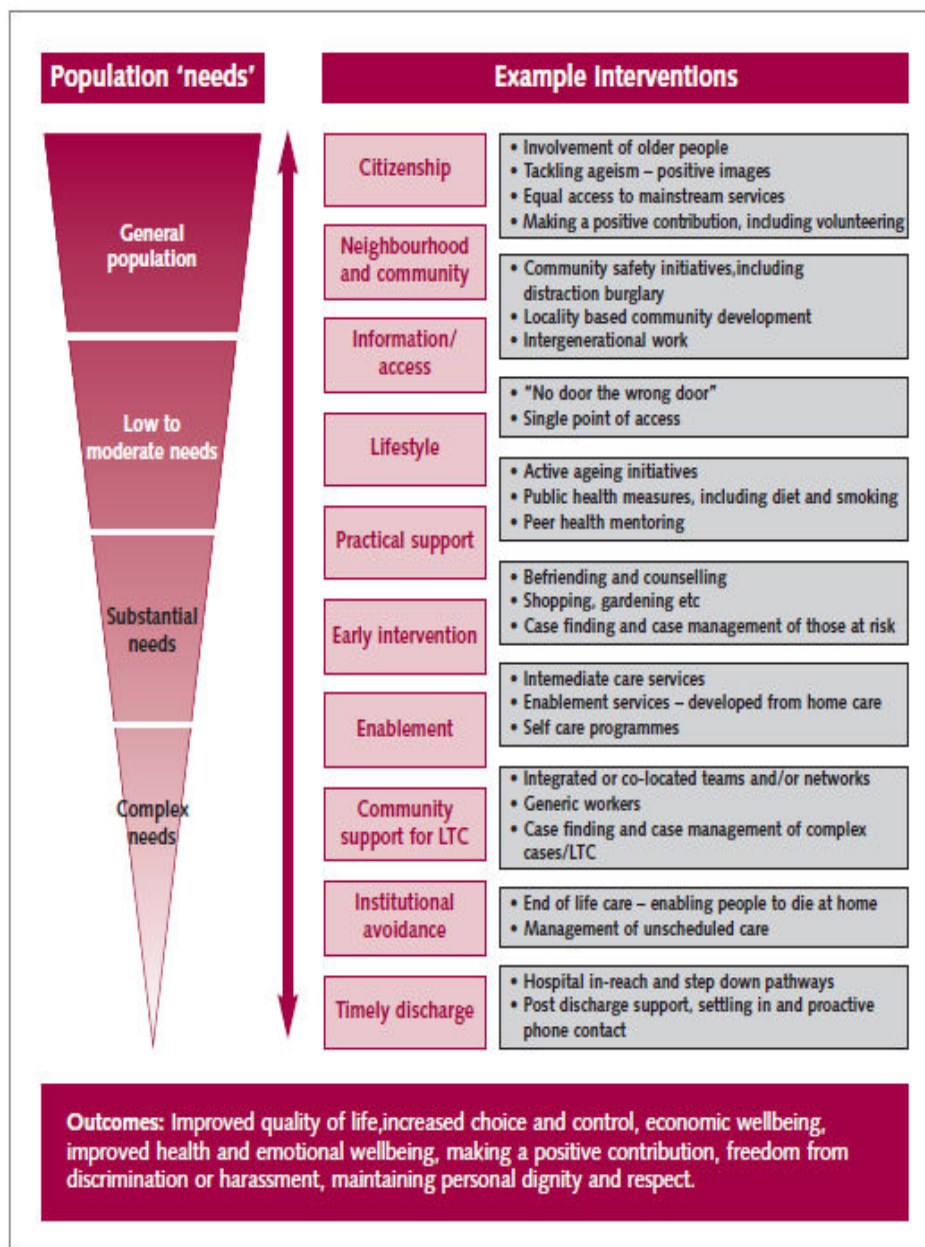 Population ‘needs’
Example interventions
General
population
Low to
moderate needs
Substantial
needs
Complex
needs
Citizenship
• Involvement of older people
• Tackling ageism – positive images
• Equal access to mainstream services
• Making a positive contribution, including volunteering
Neighbourhood
and community
• Community safety initiatives,including
distraction burglary
• Locality based community development
• Intergenerational work
Information/
access
• “No door the wrong door”
• Single point of access
Lifestyle
• Active ageing initiatives
• Public health measures, including diet and smoking
• Peer health mentoring
Practical support
• Befriending and counselling
• Shopping, gardening etc
• Case finding and case management of those at risk
Early intervention
• Intemediate care services
• Enablement services – developed from home care
• Self care programmes
Enablement
• Integrated or co-located teams and/or networks
• Generic workers
• Case finding and case management of complex
cases/LTC
Community
support for LTC
• End of life care – enabling people to die at home
• Management of unscheduled care
Institutional
avoidance
• Hospital in-reach and step down pathways
• Post discharge support, settling in and proactive
phone contact
Timely discharge
Outcomes: Improved quality of life,increased choice and control, economic wellbeing,
improved health and emotional wellbeing, making a positive contribution, freedom from
discrimination or harassment, maintaining personal dignity and respect.